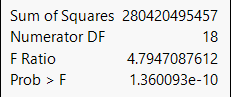 Sum of Squares 280420495457
Numerator DF 18
F Ratio 4.7947087612
Prob > F 1.360093e-10